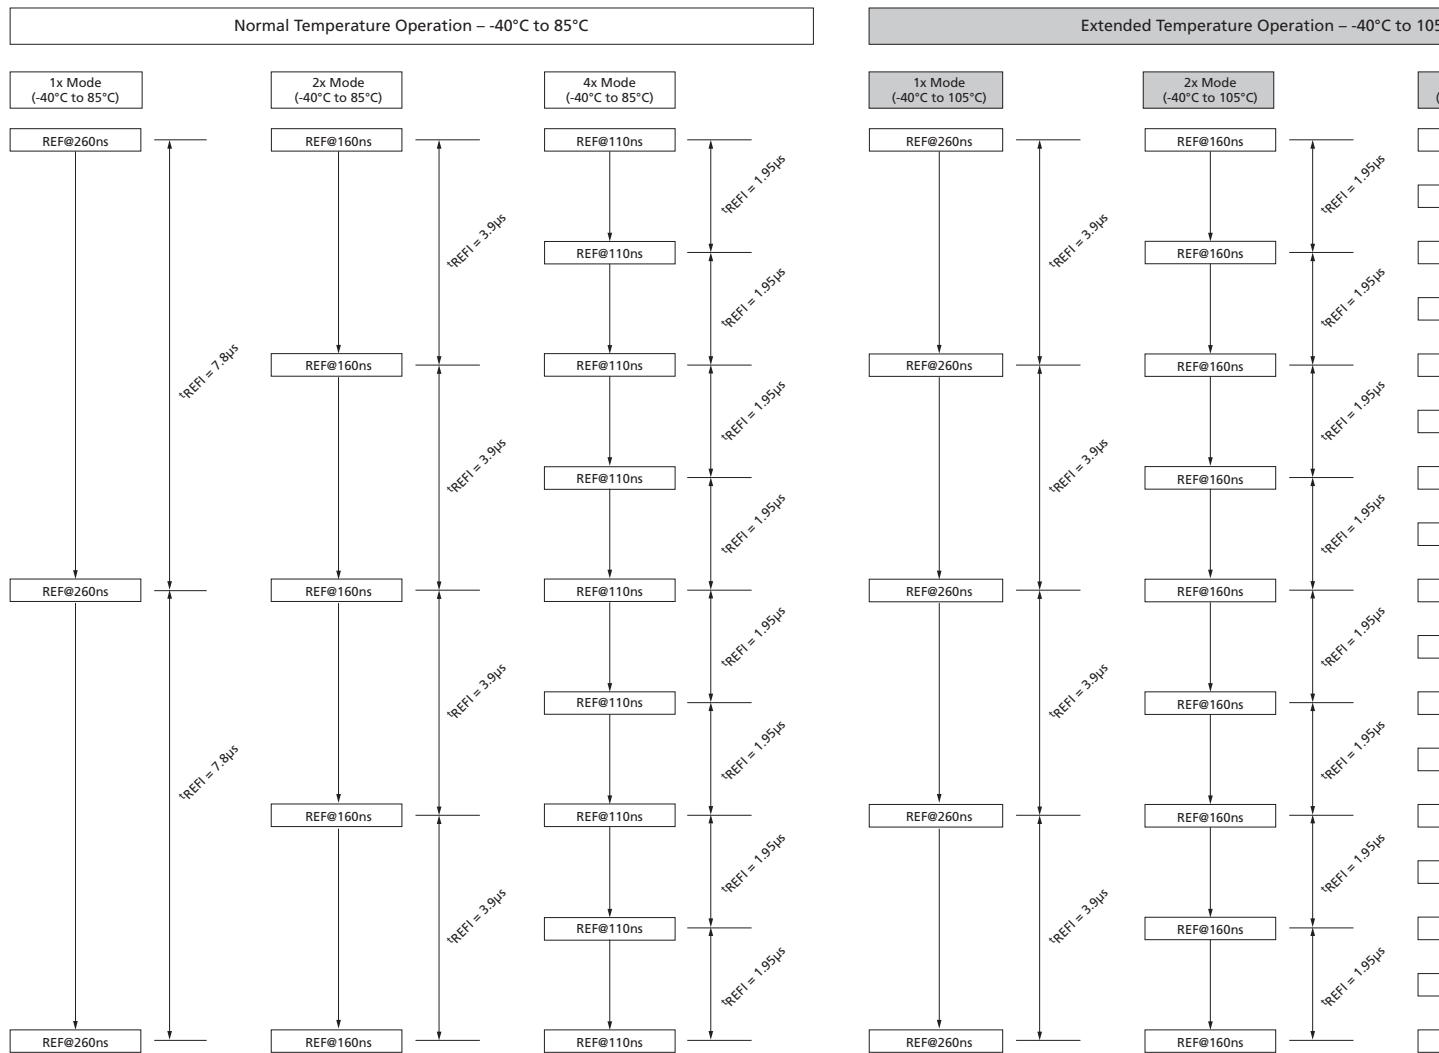 Normal Temperature Operation – -40°C to 85°C
1x Mode
(-40°C to 85°C)
REF@260ns
tREFI = 7.8µs
REF@260ns
tREFI = 7.8µs
REF@260ns
2x Mode
(-40°C to 85°C)
REF@160ns
tREFI = 3.9µs
REF@160ns
tREFI = 3.9µs
REF@160ns
tREFI = 3.9µs
REF@160ns
tREFI = 3.9µs
REF@160ns
4x Mode
(-40°C to 85°C)
REF@110ns
tREFI = 1.95µs
REF@110ns
tREFI = 1.95µs
REF@110ns
tREFI = 1.95µs
REF@110ns
tREFI = 1.95µs
REF@110ns
tREFI = 1.95µs
REF@110ns
tREFI = 1.95µs
REF@110ns
tREFI = 1.95µs
REF@110ns
tREFI = 1.95µs
REF@110ns
Extended Temperature Operation – -40°C to 105
1x Mode
(-40°C to 105°C)
REF@260ns
tREFI = 3.9µs
REF@260ns
tREFI = 3.9µs
REF@260ns
tREFI = 3.9µs
REF@260ns
tREFI = 3.9µs
REF@260ns
2x Mode
(-40°C to 105°C)
REF@160ns
tREFI = 1.95µs
REF@160ns
tREFI = 1.95µs
REF@160ns
tREFI = 1.95µs
REF@160ns
tREFI = 1.95µs
REF@160ns
tREFI = 1.95µs
REF@160ns
tREFI = 1.95µs
REF@160ns
tREFI = 1.95µs
REF@160ns
tREFI = 1.95µs
REF@160ns
(